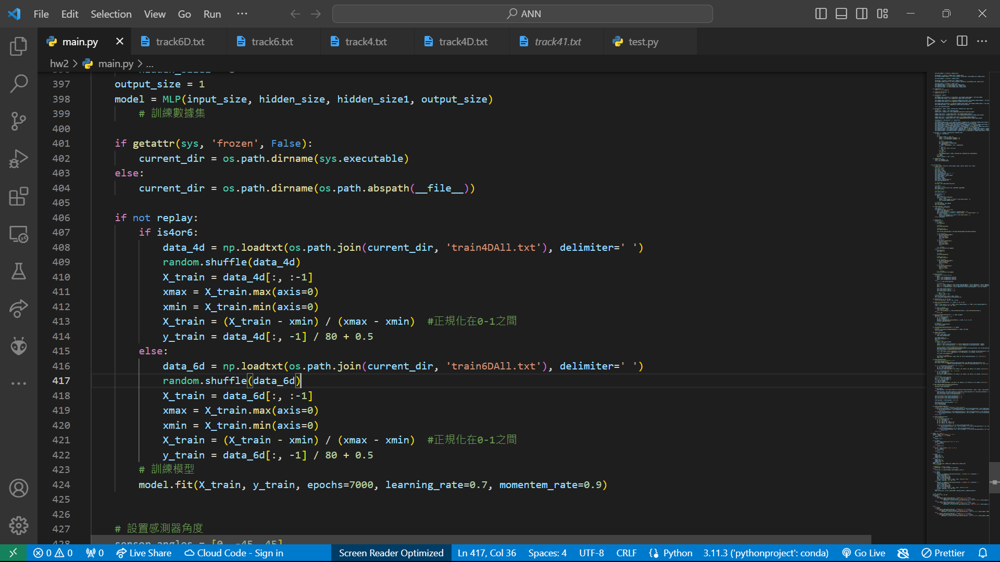 File Edit Selection View Go Run ··· ANN
main.py track6D.txt track6.txt track4.txt track4D.txt track41.txt test.py
hw2 > main.py > ...
397 output_size = 1
398 model = MLP(input_size, hidden_size, hidden_size1, output_size)
399 # 訓練數據集
400
401 if getattr(sys, 'frozen', False):
402 current_dir = os.path.dirname(sys.executable)
403 else:
404 current_dir = os.path.dirname(os.path.abspath(__file__))
405
406 if not replay:
407 if is4or6:
408 data_4d = np.loadtxt(os.path.join(current_dir, 'train4DAll.txt'), delimiter=' ')
409 random.shuffle(data_4d)
410 X_train = data_4d[:, :-1]
411 xmax = X_train.max(axis=0)
412 xmin = X_train.min(axis=0)
413 X_train = (X_train - xmin) / (xmax - xmin) #正規化在0-1之間
414 y_train = data_4d[:, -1] / 80 + 0.5
415 else:
416 data_6d = np.loadtxt(os.path.join(current_dir, 'train6DAll.txt'), delimiter=' ')
417 random.shuffle(data_6d)
418 X_train = data_6d[:, :-1]
419 xmax = X_train.max(axis=0)
420 xmin = X_train.min(axis=0)
421 X_train = (X_train - xmin) / (xmax - xmin) #正規化在0-1之間
422 y_train = data_6d[:, -1] / 80 + 0.5
423 # 訓練模型
424 model.fit(X_train, y_train, epochs=7000, learning_rate=0.7, momentem_rate=0.9)
425
426
427 # 設置感測器角度
428 sensor_angles = [0, -45, 45]
0 0 0 Live Share Cloud Code - Sign in Screen Reader Optimized Ln 417, Col 36 Spaces: 4 UTF-8 CRLF Python 3.11.3 ('pythonproject': conda) Go Live Prettier